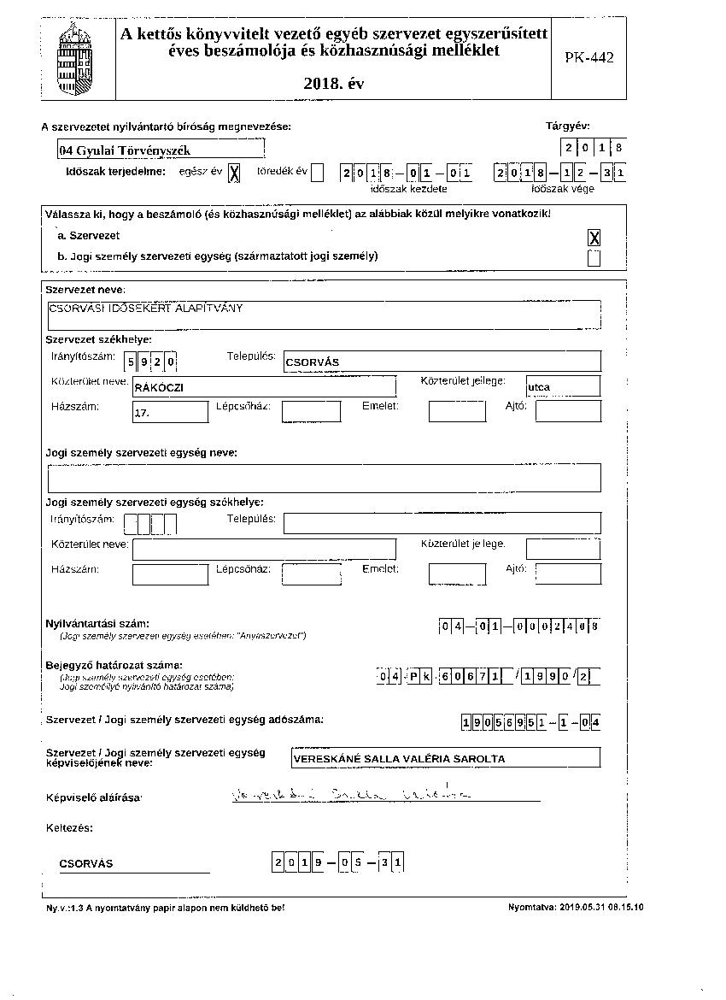 A kettős könyvvitelt vezető egyéb szervezet egyszerűsített
éves beszámolója és közhasznúsági melléklet
2018. év
PK-442
A szervezetet nyilvántartó bíróság megnevezése:
Tárgyév:
04 Gyulai Törvényszék
2018
Időszak terjedelme: egész év X töredék év 2018-01-01 2018-12-31
időszak kezdete időszak vége
Válassza ki, hogy a beszámoló (és közhasznúsági melléklet) az alábbiak közül melyikre vonatkozik!
a. Szervezet X
b. Jogi személy szervezeti egység (származtatott jogi személy)
Szervezet neve:
CSORVÁSI IDŐSEKÉRT ALAPÍTVÁNY
Szervezet székhelye:
Irányítószám: 5920 Település: CSORVÁS
Közterület neve: RÁKÓCZI Közterület jellege: utca
Házszám: 17. Lépcsőház: Emelet: Ajtó:
Jogi személy szervezeti egység neve:
Jogi személy szervezeti egység székhelye:
Irányítószám: Település:
Közterület neve: Közterület jellege:
Házszám: Lépcsőház: Emelet: Ajtó:
Nyilvántartási szám: 04-01-0002408
(Jogi személy szervezeti egység esetében: "Anyaszervezet")
Bejegyző határozat száma: 04.Pk.60671/1990/2
(Jogi személy szervezeti egység esetében:
Jogi személlyé nyilvánító határozat száma)
Szervezet / Jogi személy szervezeti egység adószáma: 19056951-1-04
Szervezet / Jogi személy szervezeti egység
képviselőjének neve: VERESKÁNÉ SALLA VALÉRIA SAROLTA
Képviselő aláírása:
Keltezés:
CSORVÁS 2019-05-31
Ny.v.:1.3 A nyomtatvány papír alapon nem küldhető be!
Nyomtatva: 2019.05.31 08.15.10